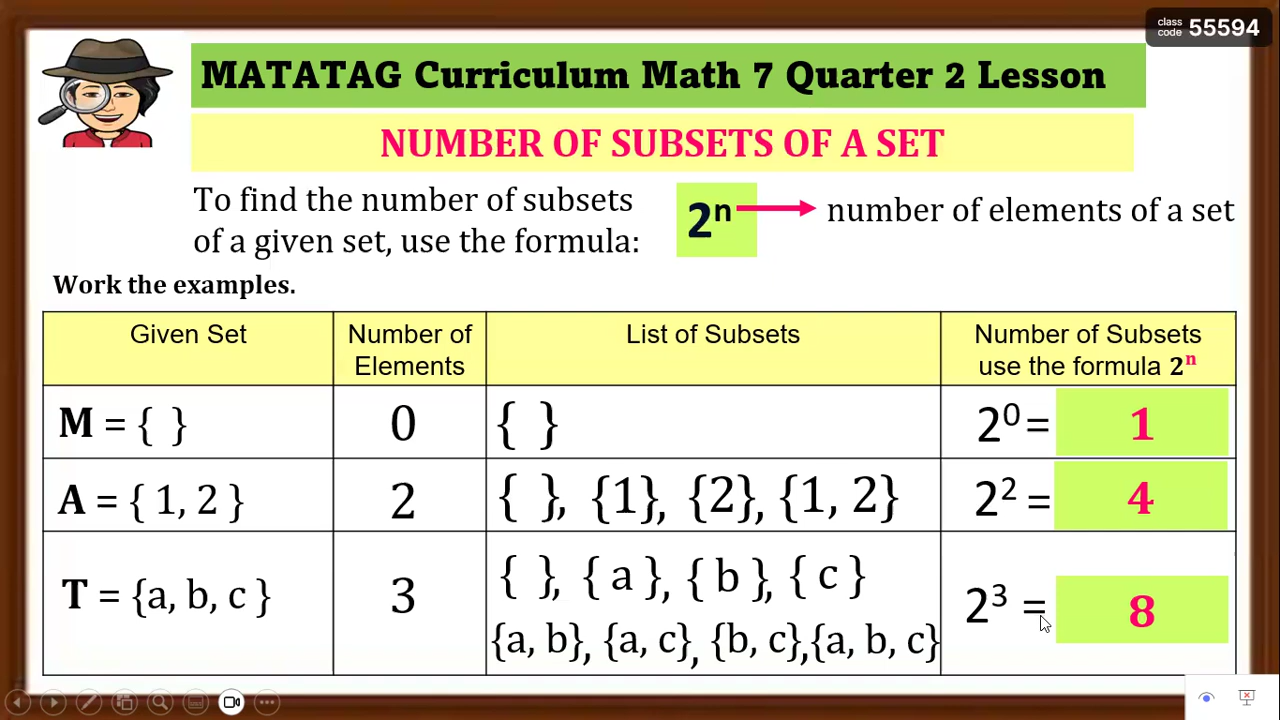 class code 55594
MATATAG Curriculum Math 7 Quarter 2 Lesson
NUMBER OF SUBSETS OF A SET
To find the number of subsets
of a given set, use the formula:
2ⁿ
number of elements of a set
Work the examples.
Given Set
Number of Elements
List of Subsets
Number of Subsets use the formula 2ⁿ
M = { }
0
{ }
2⁰ = 1
A = { 1, 2 }
2
{ }, {1}, {2}, {1, 2}
2² = 4
T = {a, b, c }
3
{ }, { a }, { b }, { c }
{a, b}, {a, c}, {b, c},{a, b, c}
2³ = 8